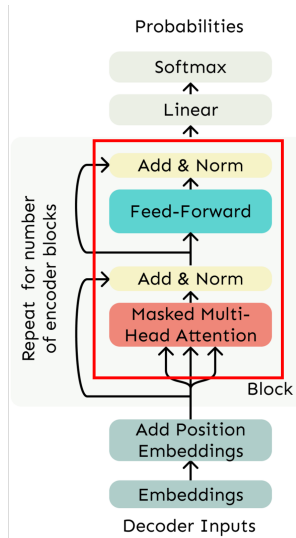 Probabilities
Softmax
Linear
Add & Norm
Feed-Forward
Repeat for number
of encoder blocks
Add & Norm
Masked Multi-
Head Attention
Block
Add Position
Embeddings
Embeddings
Decoder Inputs